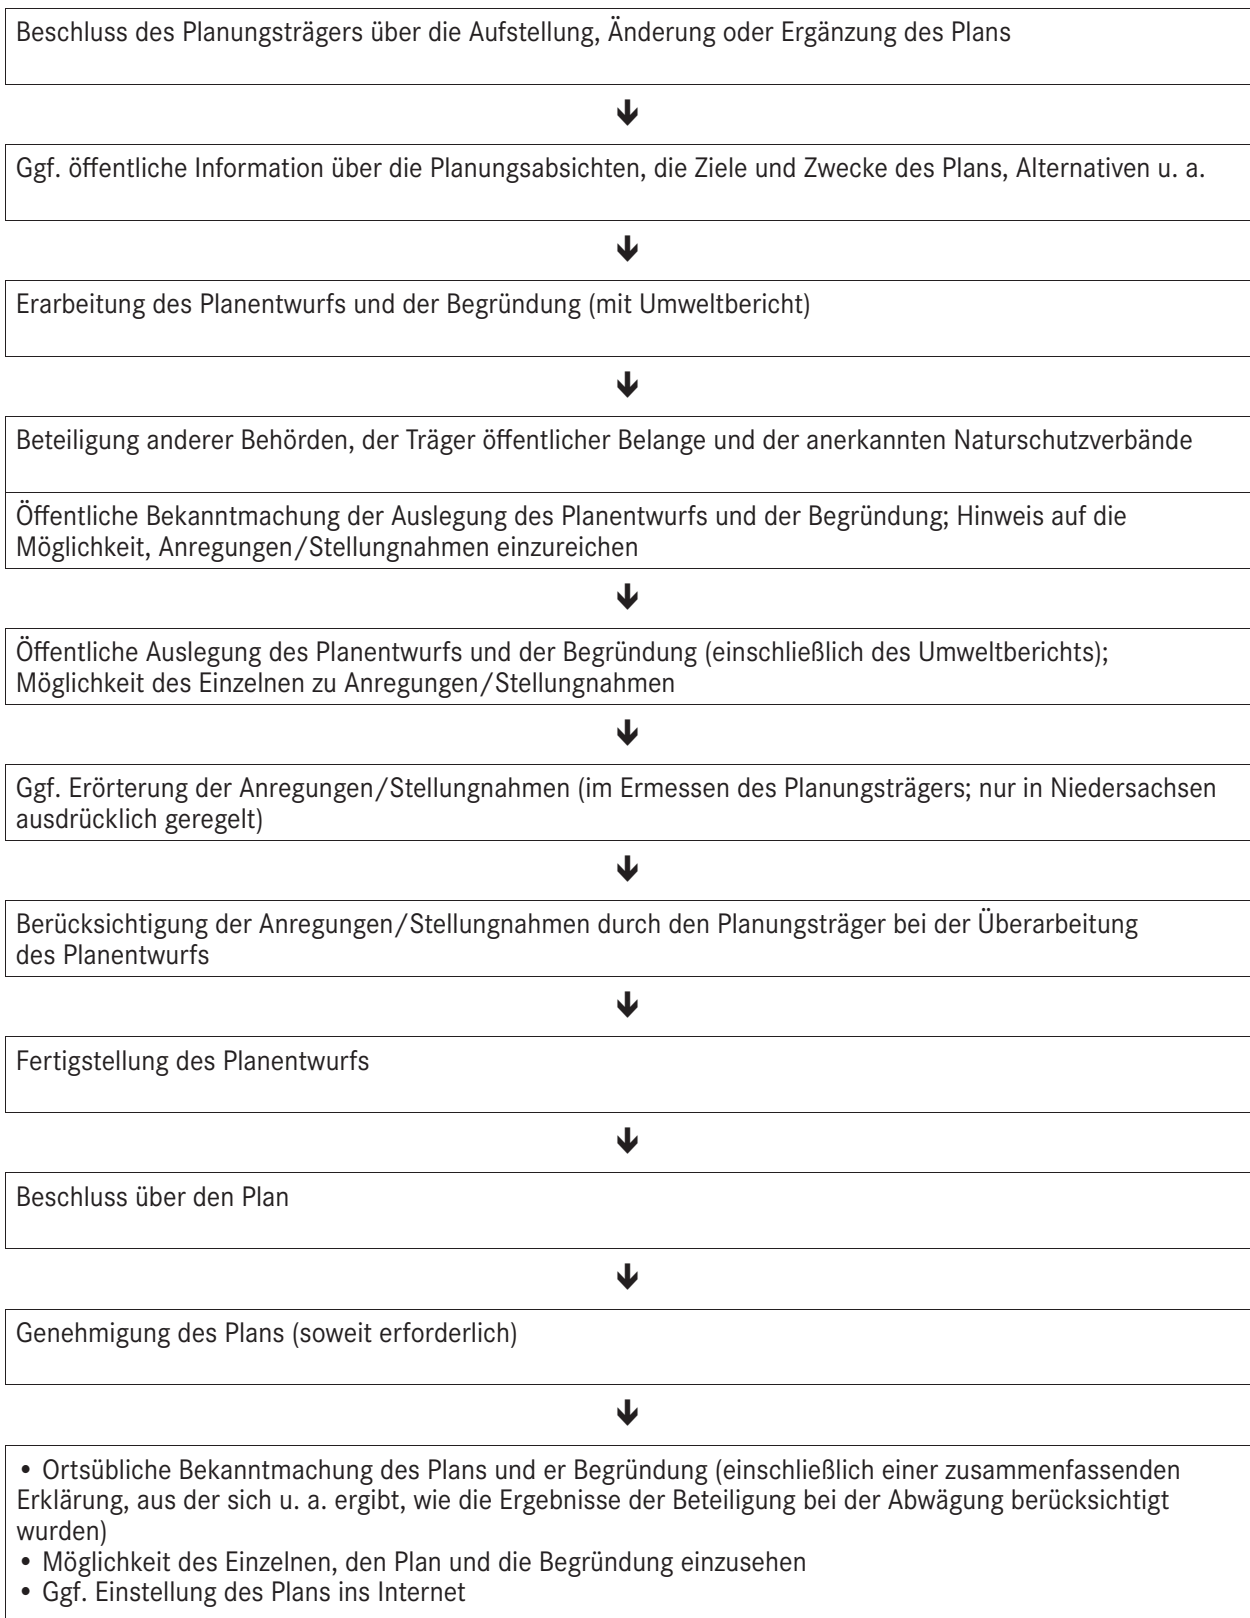 Beschluss des Planungsträgers über die Aufstellung, Änderung oder Ergänzung des Plans
Ggf. öffentliche Information über die Planungsabsichten, die Ziele und Zwecke des Plans, Alternativen u. a.
Erarbeitung des Planentwurfs und der Begründung (mit Umweltbericht)
Beteiligung anderer Behörden, der Träger öffentlicher Belange und der anerkannten Naturschutzverbände
Öffentliche Bekanntmachung der Auslegung des Planentwurfs und der Begründung; Hinweis auf die
Möglichkeit, Anregungen/Stellungnahmen einzureichen
Öffentliche Auslegung des Planentwurfs und der Begründung (einschließlich des Umweltberichts);
Möglichkeit des Einzelnen zu Anregungen/Stellungnahmen
Ggf. Erörterung der Anregungen/Stellungnahmen (im Ermessen des Planungsträgers; nur in Niedersachsen
ausdrücklich geregelt)
Berücksichtigung der Anregungen/Stellungnahmen durch den Planungsträger bei der Überarbeitung
des Planentwurfs
Fertigstellung des Planentwurfs
Beschluss über den Plan
Genehmigung des Plans (soweit erforderlich)
• Ortsübliche Bekanntmachung des Plans und er Begründung (einschließlich einer zusammenfassenden
Erklärung, aus der sich u. a. ergibt, wie die Ergebnisse der Beteiligung bei der Abwägung berücksichtigt
wurden)
• Möglichkeit des Einzelnen, den Plan und die Begründung einzusehen
• Ggf. Einstellung des Plans ins Internet